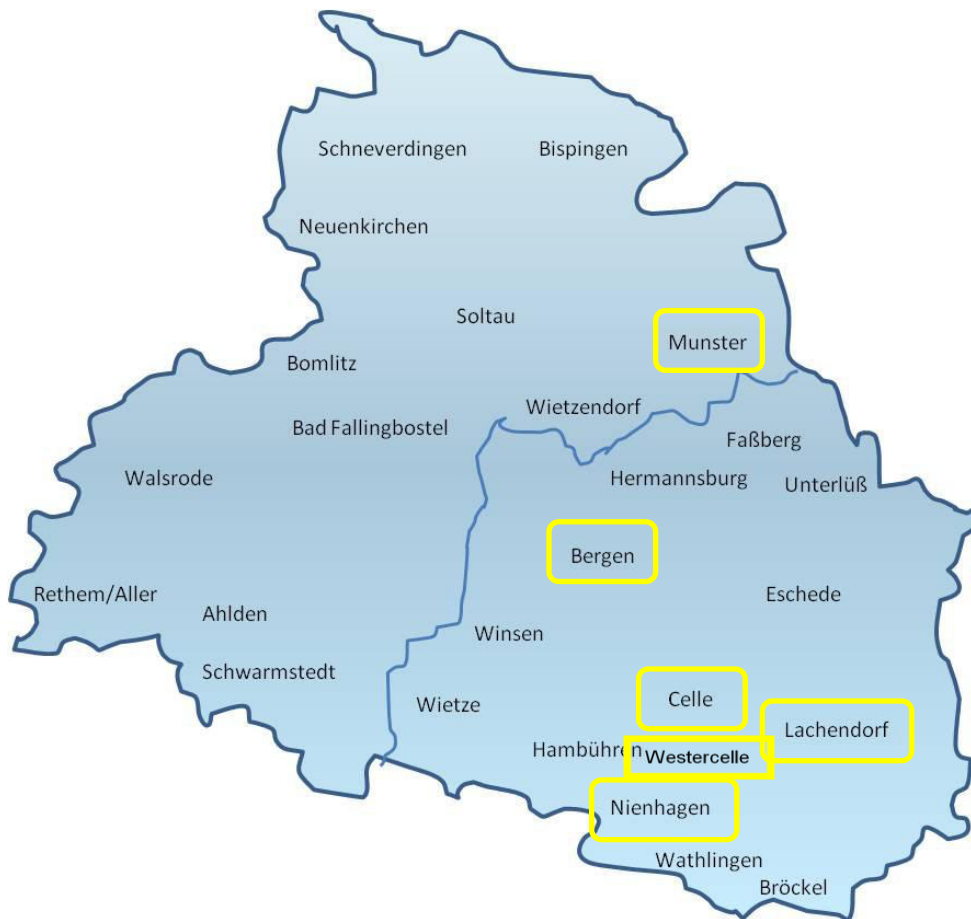 Schneverdingen
Bispingen
Neuenkirchen
Soltau
Munster
Bomlitz
Wietzendorf
Bad Fallingbostel
Faßberg
Walsrode
Hermannsburg
Unterlüß
Bergen
Rethem/Aller
Eschede
Ahlden
Winsen
Schwarmstedt
Celle
Wietze
Lachendorf
Hambühren
Westercelle
Nienhagen
Wathlingen
Bröckel